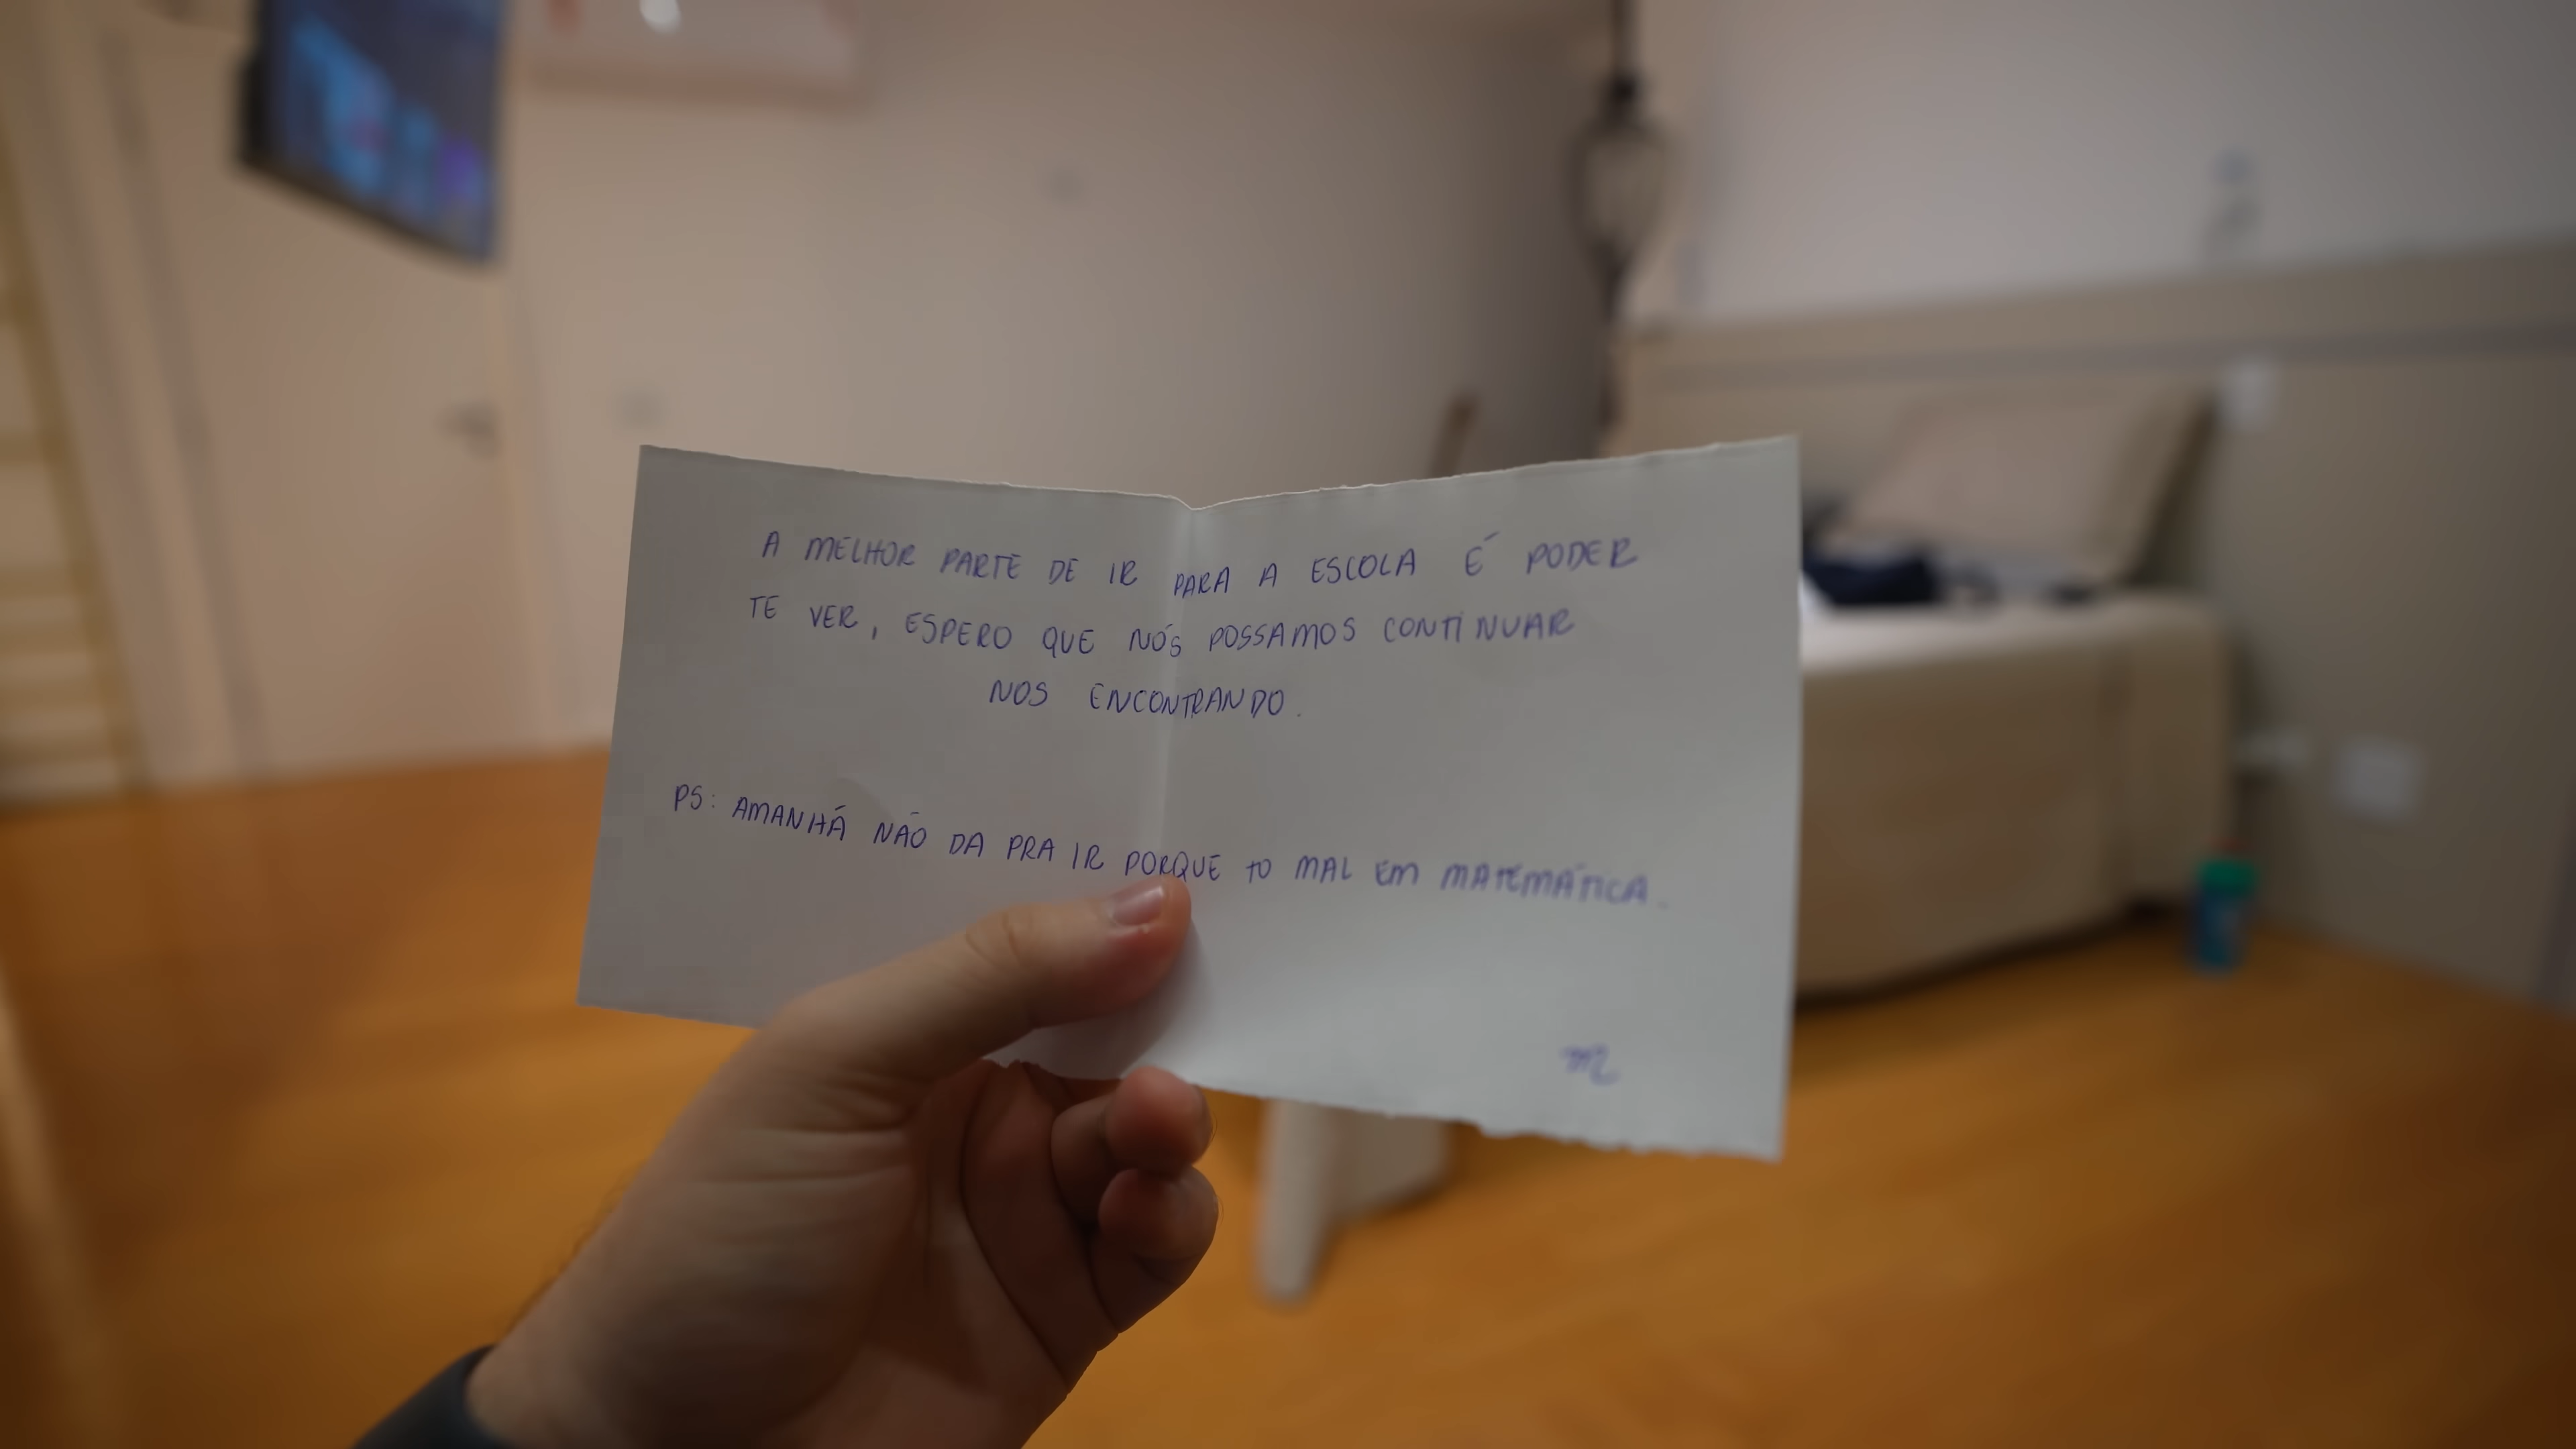 A MELHOR PARTE DE IR PARA A ESCOLA É PODER
TE VER, ESPERO QUE NÓS POSSAMOS CONTINUAR
NOS ENCONTRANDO.
PS: AMANHÃ NÃO DA PRA IR PORQUE TO MAL EM MATEMÁTICA.